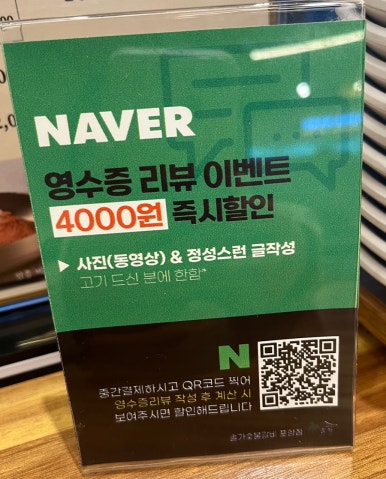 NAVER
영수증 리뷰 이벤트
4000원 즉시할인
▶ 사진(동영상) & 정성스런 글작성
고기 드신 분에 한함*
N
중간결제하시고 QR코드 찍어
영수증리뷰 작성 후 계산 시
보여주시면 할인해드립니다